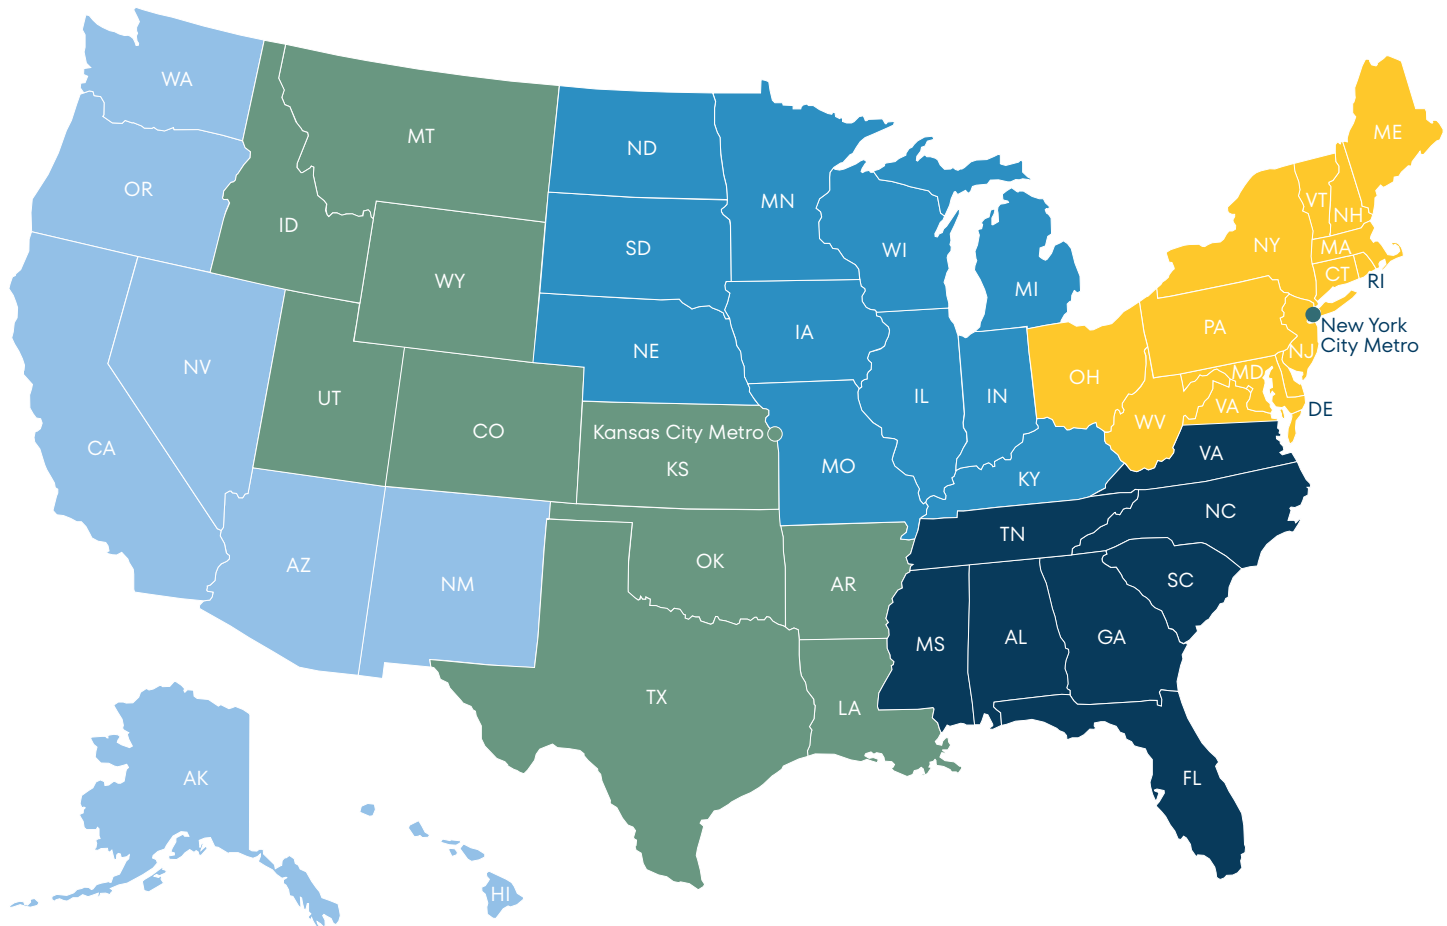 WA
MT
ME
ND
OR
MN
VT
NH
ID
NY
MA
SD
WI
CT
WY
RI
MI
PA
New York
City Metro
IA
NE
NJ
NV
MD
OH
UT
IL
IN
VA
DE
WV
CO
Kansas City Metro
CA
VA
MO
KS
KY
NC
TN
OK
AZ
SC
NM
AR
MS
AL
GA
TX
LA
AK
FL
HI